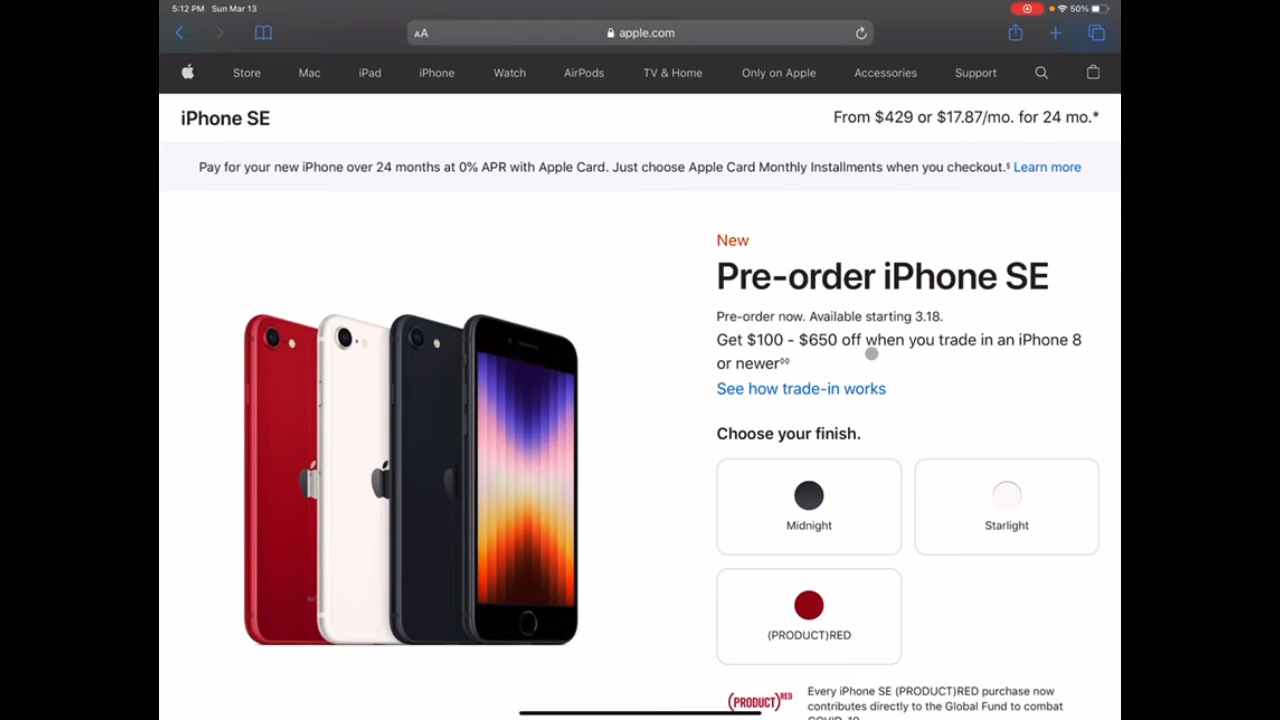 5:12 PM Sun Mar 13
50%
AA
apple.com
Store Mac iPad iPhone Watch AirPods TV & Home Only on Apple Accessories Support
iPhone SE
From $429 or $17.87/mo. for 24 mo.*
Pay for your new iPhone over 24 months at 0% APR with Apple Card. Just choose Apple Card Monthly Installments when you checkout.§ Learn more
New
Pre-order iPhone SE
Pre-order now. Available starting 3.18.
Get $100 - $650 off when you trade in an iPhone 8
or newer◊◊
See how trade-in works
Choose your finish.
Midnight
Starlight
(PRODUCT)RED
(PRODUCT)RED
Every iPhone SE (PRODUCT)RED purchase now
contributes directly to the Global Fund to combat
COVID-19